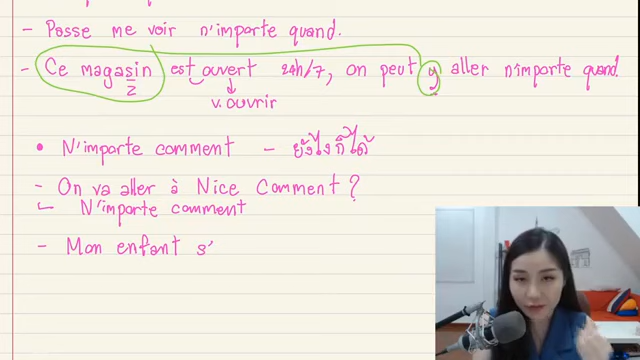 - Passe me voir n'importe quand.
- Ce magasin est ouvert 24h/7, on peut y aller n'importe quand.
z
v. ouvrir
• N'importe comment - ยังไงก็ได้
- On va aller à Nice Comment?
N'importe comment
- Mon enfant s'